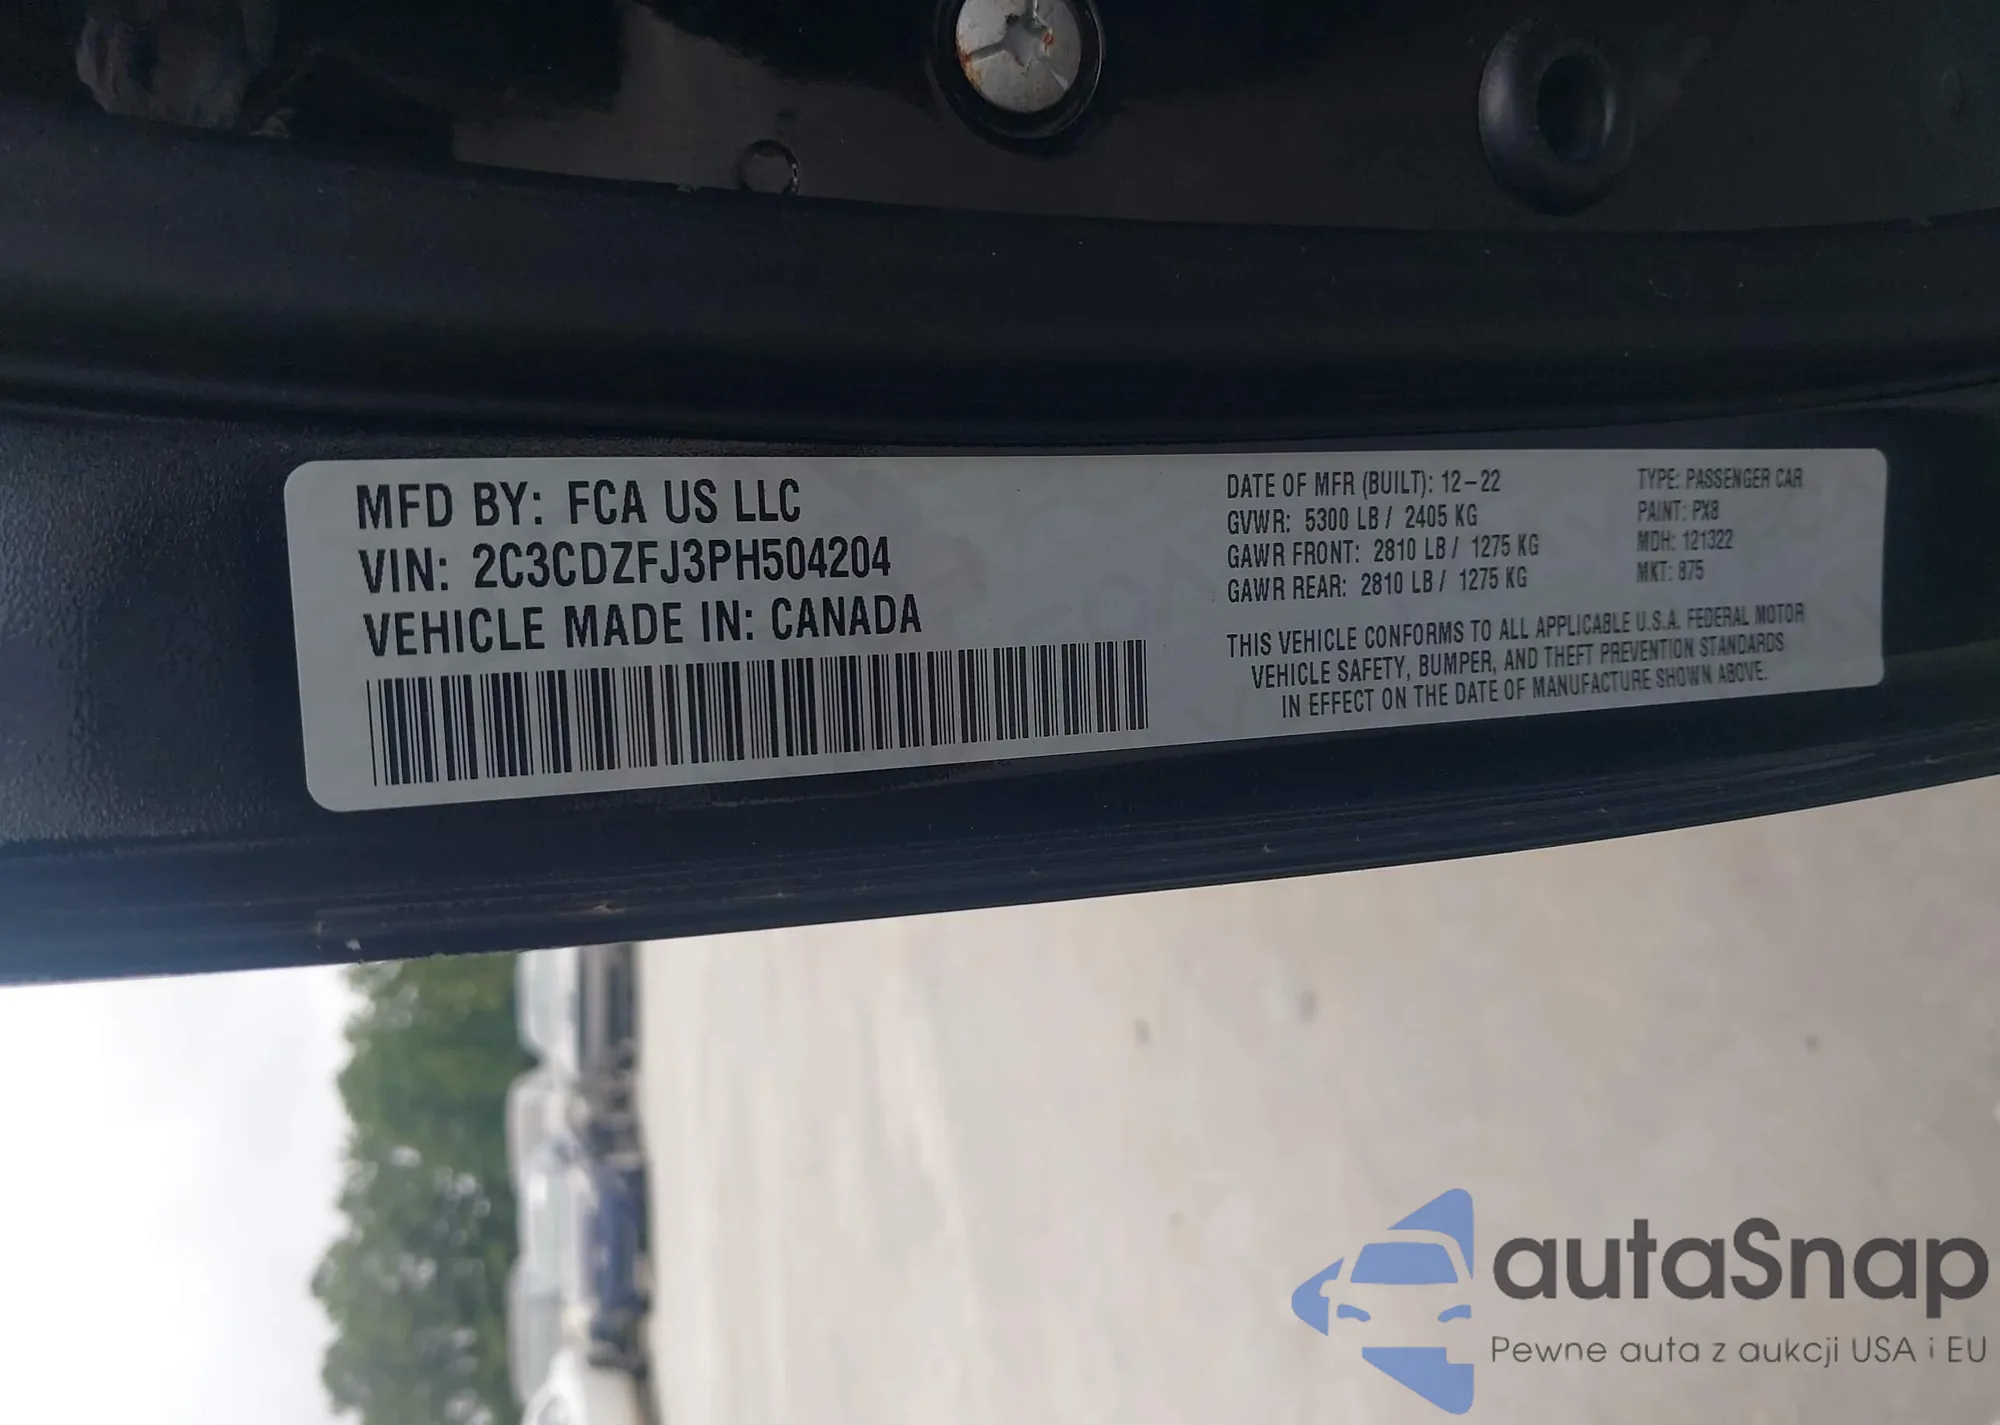 MFD BY: FCA US LLC
VIN: 2C3CDZFJ3PH504204
VEHICLE MADE IN: CANADA
DATE OF MFR (BUILT): 12-22
GVWR: 5300 LB / 2405 KG
GAWR FRONT: 2810 LB / 1275 KG
GAWR REAR: 2810 LB / 1275 KG
TYPE: PASSENGER CAR
PAINT: PX8
MDH: 121322
MKT: 875
THIS VEHICLE CONFORMS TO ALL APPLICABLE U.S.A. FEDERAL MOTOR
VEHICLE SAFETY, BUMPER, AND THEFT PREVENTION STANDARDS
IN EFFECT ON THE DATE OF MANUFACTURE SHOWN ABOVE.
autaSnap
Pewne auta z aukcji USA i EU